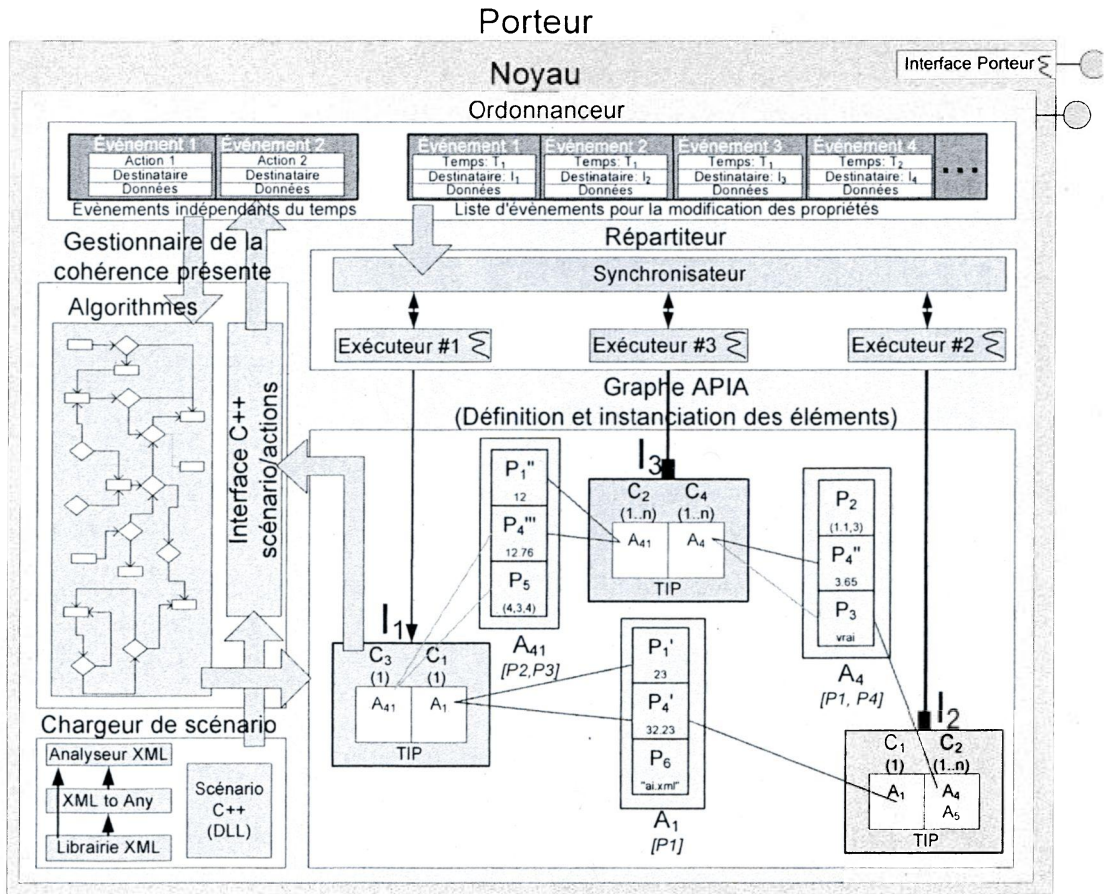 Porteur
Interface Porteur
Noyau
Ordonnanceur
Événement 1
Action 1
Destinataire
Données
Événement 2
Action 2
Destinataire
Données
Evènements indépendants du temps
Événement 1
Temps: T1
Destinataire: I1
Données
Événement 2
Temps: T1
Destinataire: I2
Données
Événement 3
Temps: T1
Destinataire: I3
Données
Événement 4
Temps: T2
Destinataire: I4
Données
...
Liste d'évènements pour la modification des propriétés
Gestionnaire de la
cohérence présente
Algorithmes
Interface C++
scénario/actions
Répartiteur
Synchronisateur
Exécuteur #1
Exécuteur #3
Exécuteur #2
Graphe APIA
(Définition et instanciation des éléments)
P1''
12
P4'''
12.76
P5
(4,3,4)
A41
[P2,P3]
I3
C2 C4
(1..n) (1..n)
A41 A4
TIP
P2
(1.1,3)
P4''
3.65
P3
vrai
A4
[P1, P4]
I1
C3 C1
(1) (1)
A41 A1
TIP
P1'
23
P4'
32.23
P6
"ai.xml"
A1
[P1]
I2
C1 C2
(1) (1..n)
A1 A4
A5
TIP
Chargeur de scénario
Analyseur XML
XML to Any
Librairie XML
Scénario
C++
(DLL)